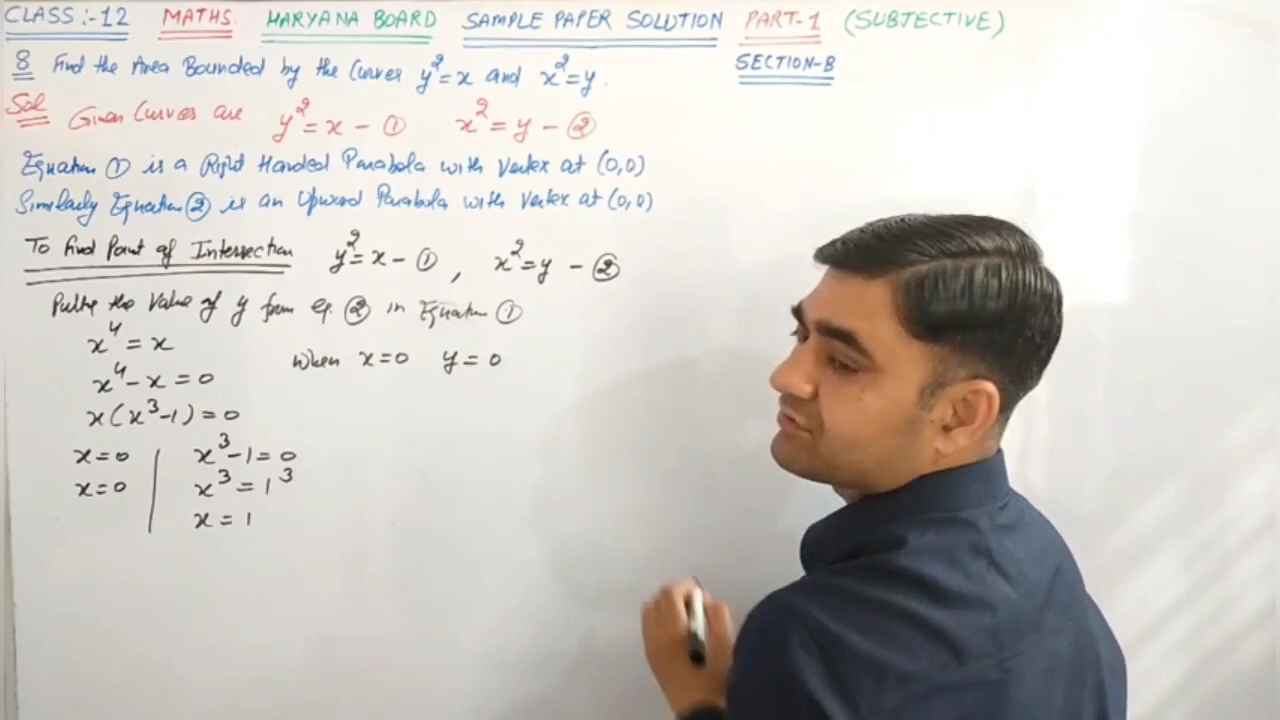 CLASS :- 12 MATHS. HARYANA BOARD SAMPLE PAPER SOLUTION PART-1 (SUBJECTIVE)
8 Find the Area Bounded by the Curves y²=x and x²=y. SECTION-B
Sol Given Curves are y²=x-① x²=y-②
Equation ① is a Right Handed Parabola with Vertex at (0,0)
Similarly Equation ② is an Upward Parabola with Vertex at (0,0)
To Find Point of Intersection y²=x-① , x²=y-②
Putting the Value of y from eq. ② in Equation ①
x⁴=x
When x=0 y=0
x⁴-x=0
x(x³-1)=0
x=0 | x³-1=0
x=0 | x³=1³
x=1